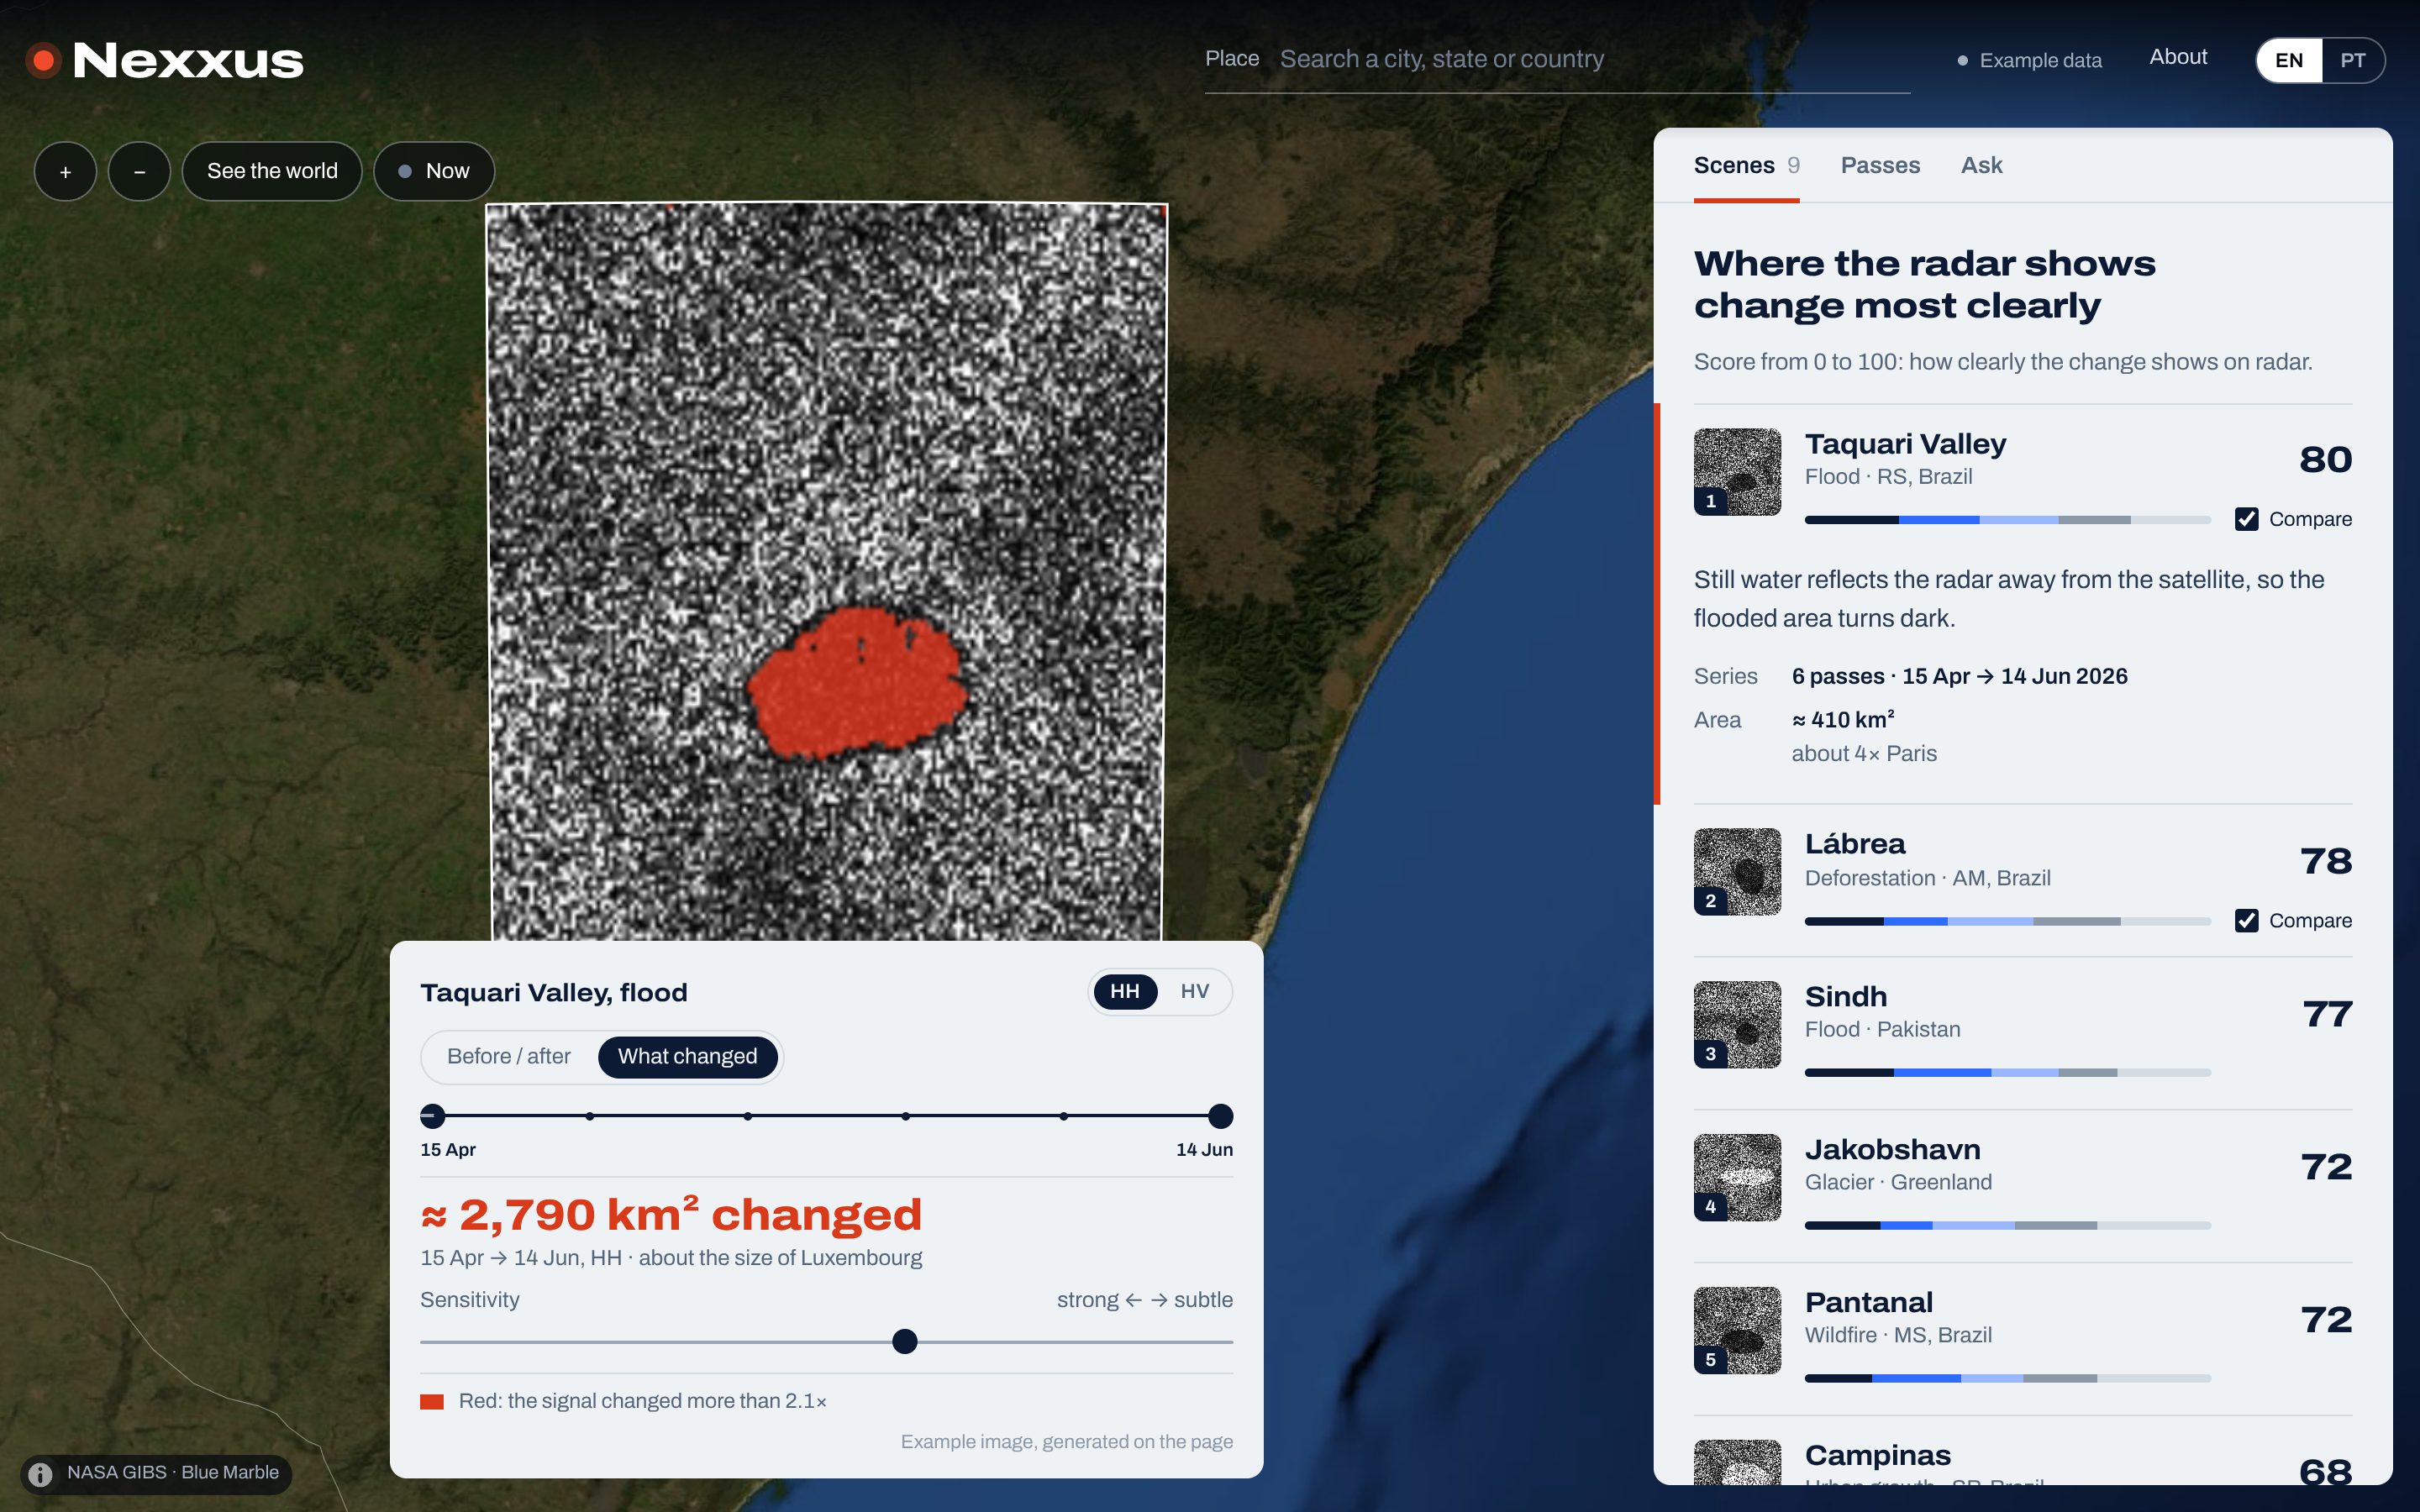 Nexxus
Place Search a city, state or country
Example data
About
EN PT
+ − See the world Now
Scenes 9 Passes Ask
Where the radar shows
change most clearly
Score from 0 to 100: how clearly the change shows on radar.
Taquari Valley
80
Flood · RS, Brazil
1
Compare
Still water reflects the radar away from the satellite, so the
flooded area turns dark.
Series 6 passes · 15 Apr → 14 Jun 2026
Area ≈ 410 km²
about 4× Paris
Lábrea
78
Deforestation · AM, Brazil
2
Compare
Sindh
77
Flood · Pakistan
3
Jakobshavn
72
Glacier · Greenland
4
Pantanal
72
Wildfire · MS, Brazil
5
Campinas
68
Urban growth · SP, Brazil
Taquari Valley, flood
HH HV
Before / after What changed
15 Apr 14 Jun
≈ 2,790 km² changed
15 Apr → 14 Jun, HH · about the size of Luxembourg
Sensitivity strong ← → subtle
Red: the signal changed more than 2.1×
Example image, generated on the page
NASA GIBS · Blue Marble